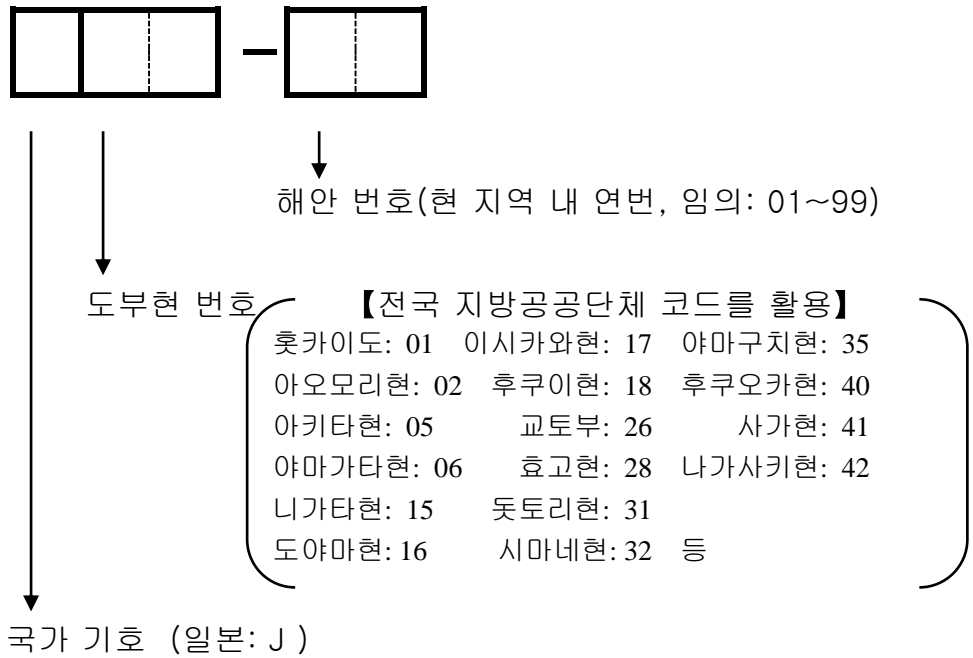 해안 번호(현 지역 내 연번, 임의: 01~99)
도부현 번호 【전국 지방공공단체 코드를 활용】
홋카이도: 01 이시카와현: 17 야마구치현: 35
아오모리현: 02 후쿠이현: 18 후쿠오카현: 40
아키타현: 05 교토부: 26 사가현: 41
야마가타현: 06 효고현: 28 나가사키현: 42
니가타현: 15 돗토리현: 31
도야마현: 16 시마네현: 32 등
국가 기호 (일본: J )